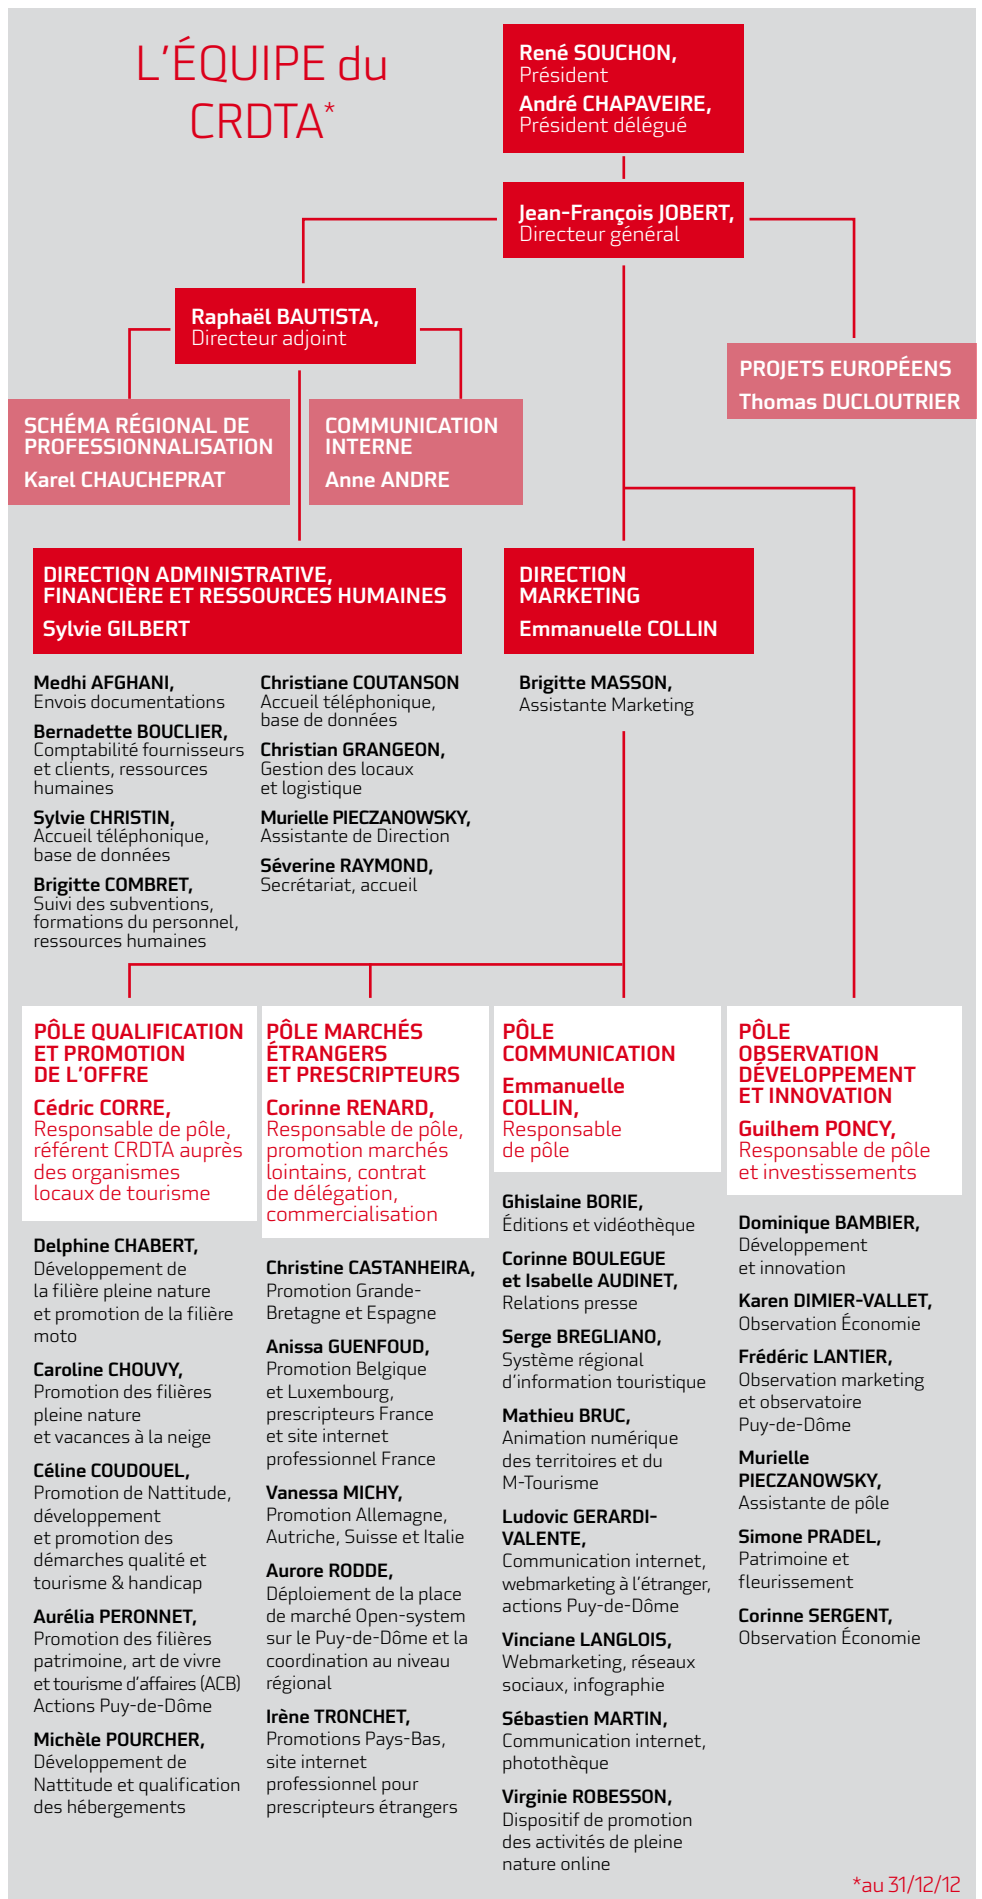 L'ÉQUIPE du
CRDTA*
René SOUCHON,
Président
André CHAPAVEIRE,
Président délégué
Jean-François JOBERT,
Directeur général
Raphaël BAUTISTA,
Directeur adjoint
PROJETS EUROPÉENS
Thomas DUCLOUTRIER
SCHÉMA RÉGIONAL DE
PROFESSIONNALISATION
Karel CHAUCHEPRAT
COMMUNICATION
INTERNE
Anne ANDRE
DIRECTION ADMINISTRATIVE,
FINANCIÈRE ET RESSOURCES HUMAINES
Sylvie GILBERT
Medhi AFGHANI,
Envois documentations
Bernadette BOUCLIER,
Comptabilité fournisseurs
et clients, ressources
humaines
Sylvie CHRISTIN,
Accueil téléphonique,
base de données
Brigitte COMBRET,
Suivi des subventions,
formations du personnel,
ressources humaines
Christiane COUTANSON
Accueil téléphonique,
base de données
Christian GRANGEON,
Gestion des locaux
et logistique
Murielle PIECZANOWSKY,
Assistante de Direction
Séverine RAYMOND,
Secrétariat, accueil
DIRECTION
MARKETING
Emmanuelle COLLIN
Brigitte MASSON,
Assistante Marketing
PÔLE QUALIFICATION
ET PROMOTION
DE L'OFFRE
Cédric CORRE,
Responsable de pôle,
référent CRDTA auprès
des organismes
locaux de tourisme
Delphine CHABERT,
Développement de
la filière pleine nature
et promotion de la filière
moto
Caroline CHOUVY,
Promotion des filières
pleine nature
et vacances à la neige
Céline COUDOUEL,
Promotion de Nattitude,
développement
et promotion des
démarches qualité et
tourisme & handicap
Aurélia PERONNET,
Promotion des filières
patrimoine, art de vivre
et tourisme d'affaires (ACB)
Actions Puy-de-Dôme
Michèle POURCHER,
Développement de
Nattitude et qualification
des hébergements
PÔLE MARCHÉS
ÉTRANGERS
ET PRESCRIPTEURS
Corinne RENARD,
Responsable de pôle,
promotion marchés
lointains, contrat
de délégation,
commercialisation
Christine CASTANHEIRA,
Promotion Grande-
Bretagne et Espagne
Anissa GUENFOUD,
Promotion Belgique
et Luxembourg,
prescripteurs France
et site internet
professionnel France
Vanessa MICHY,
Promotion Allemagne,
Autriche, Suisse et Italie
Aurore RODDE,
Déploiement de la place
de marché Open-system
sur le Puy-de-Dôme et la
coordination au niveau
régional
Irène TRONCHET,
Promotions Pays-Bas,
site internet
professionnel pour
prescripteurs étrangers
PÔLE
COMMUNICATION
Emmanuelle
COLLIN,
Responsable
de pôle
Ghislaine BORIE,
Éditions et vidéothèque
Corinne BOULEGUE
et Isabelle AUDINET,
Relations presse
Serge BREGLIANO,
Système régional
d'information touristique
Mathieu BRUC,
Animation numérique
des territoires et du
M-Tourisme
Ludovic GERARDI-
VALENTE,
Communication internet,
webmarketing à l'étranger,
actions Puy-de-Dôme
Vinciane LANGLOIS,
Webmarketing, réseaux
sociaux, infographie
Sébastien MARTIN,
Communication internet,
photothèque
Virginie ROBESSON,
Dispositif de promotion
des activités de pleine
nature online
PÔLE
OBSERVATION
DÉVELOPPEMENT
ET INNOVATION
Guilhem PONCY,
Responsable de pôle
et investissements
Dominique BAMBIER,
Développement
et innovation
Karen DIMIER-VALLET,
Observation Économie
Frédéric LANTIER,
Observation marketing
et observatoire
Puy-de-Dôme
Murielle
PIECZANOWSKY,
Assistante de pôle
Simone PRADEL,
Patrimoine et
fleurissement
Corinne SERGENT,
Observation Économie
*au 31/12/12